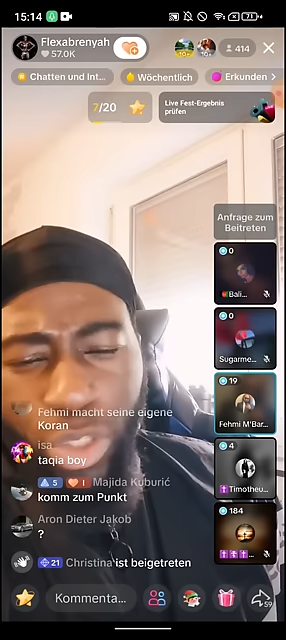 15:14
71
Flexabrenyah
57.0K
414
Chatten und Int...
Wöchentlich
Erkunden
7/20
Live Fest-Ergebnis
prüfen
Anfrage zum
Beitreten
0
Bali...
0
Sugarme...
19
Fehmi M'Bar...
4
Timotheu...
184
Fehmi macht seine eigene
Koran
isa
taqia boy
5 1 Majida Kuburić
komm zum Punkt
Aron Dieter Jakob
?
21 Christina ist beigetreten
Kommenta...
59